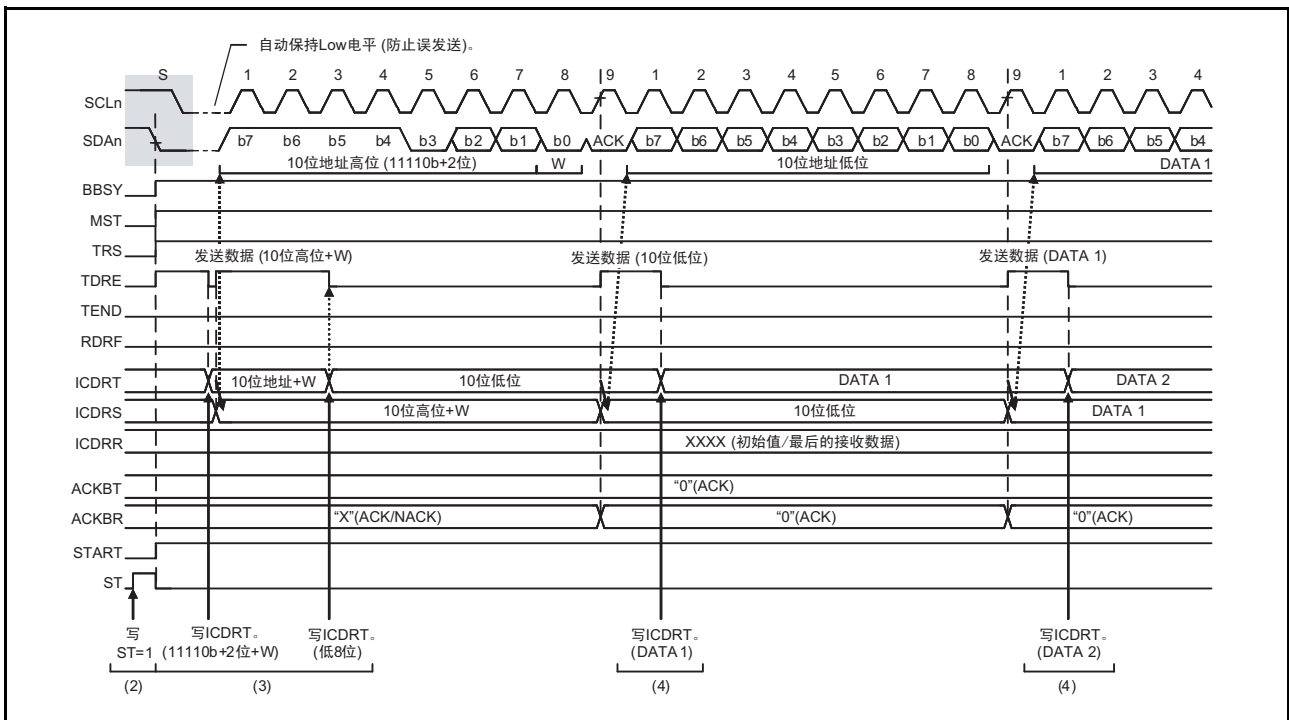 自动保持Low电平 (防止误发送)。
S 1 2 3 4 5 6 7 8 9 1 2 3 4 5 6 7 8 9 1 2 3 4
SCLn
SDAn b7 b6 b5 b4 b3 b2 b1 b0 ACK b7 b6 b5 b4 b3 b2 b1 b0 ACK b7 b6 b5 b4
10位地址高位 (11110b+2位) W 10位地址低位 DATA 1
BBSY
MST
TRS
发送数据 (10位高位+W) 发送数据 (10位低位) 发送数据 (DATA 1)
TDRE
TEND
RDRF
ICDRT 10位地址+W 10位低位 DATA 1 DATA 2
ICDRS 10位高位+W 10位低位 DATA 1
ICDRR XXXX (初始值/最后的接收数据)
ACKBT “0”(ACK)
ACKBR “X”(ACK/NACK) “0”(ACK) “0”(ACK)
START
ST
写 写ICDRT。 写ICDRT。 写ICDRT。 写ICDRT。
ST=1 (11110b+2位+W) (低8位) (DATA 1) (DATA 2)
(2) (3) (4) (4)